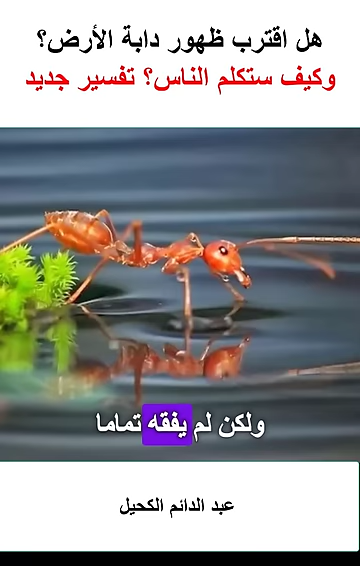 هل اقترب ظهور دابة الأرض؟
وكيف ستكلم الناس؟ تفسير جديد
ولكن لم يفقه تماما
عبد الدائم الكحيل